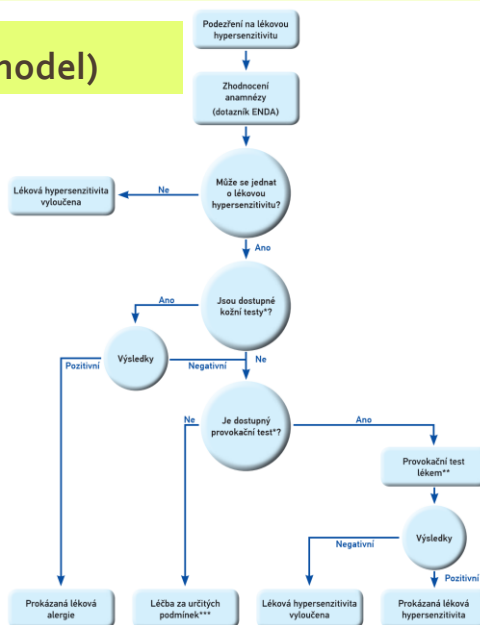 model)
Podezření na lékovou
hypersenzitivitu
Zhodnocení
anamnézy
(dotazník ENDA)
Může se jednat
o lékovou
hypersenzitivitu?
Ne
Léková hypersenzitivita
vyloučena
Ano
Jsou dostupné
kožní testy*?
Ano
Výsledky
Pozitivní
Negativní
Ne
Je dostupný
provokační test*?
Ne
Ano
Provokační test
lékem**
Výsledky
Negativní
Pozitivní
Prokázaná léková
alergie
Léčba za určitých
podmínek***
Léková hypersenzitivita
vyloučena
Prokázaná léková
hypersenzitivita